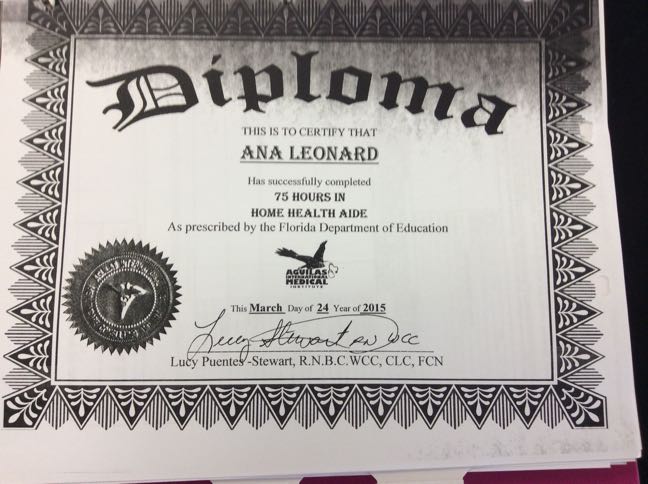 Diploma
THIS IS TO CERTIFY THAT
ANA LEONARD
Has successfully completed
75 HOURS IN
HOME HEALTH AIDE
As prescribed by the Florida Department of Education
AGUILAS
INTERNATIONAL
MEDICAL
INSTITUTE
This March Day of 24 Year of 2015
Lucy Stewart RN WCC
Lucy Puentes -Stewart, R.N.B.C.WCC, CLC, FCN